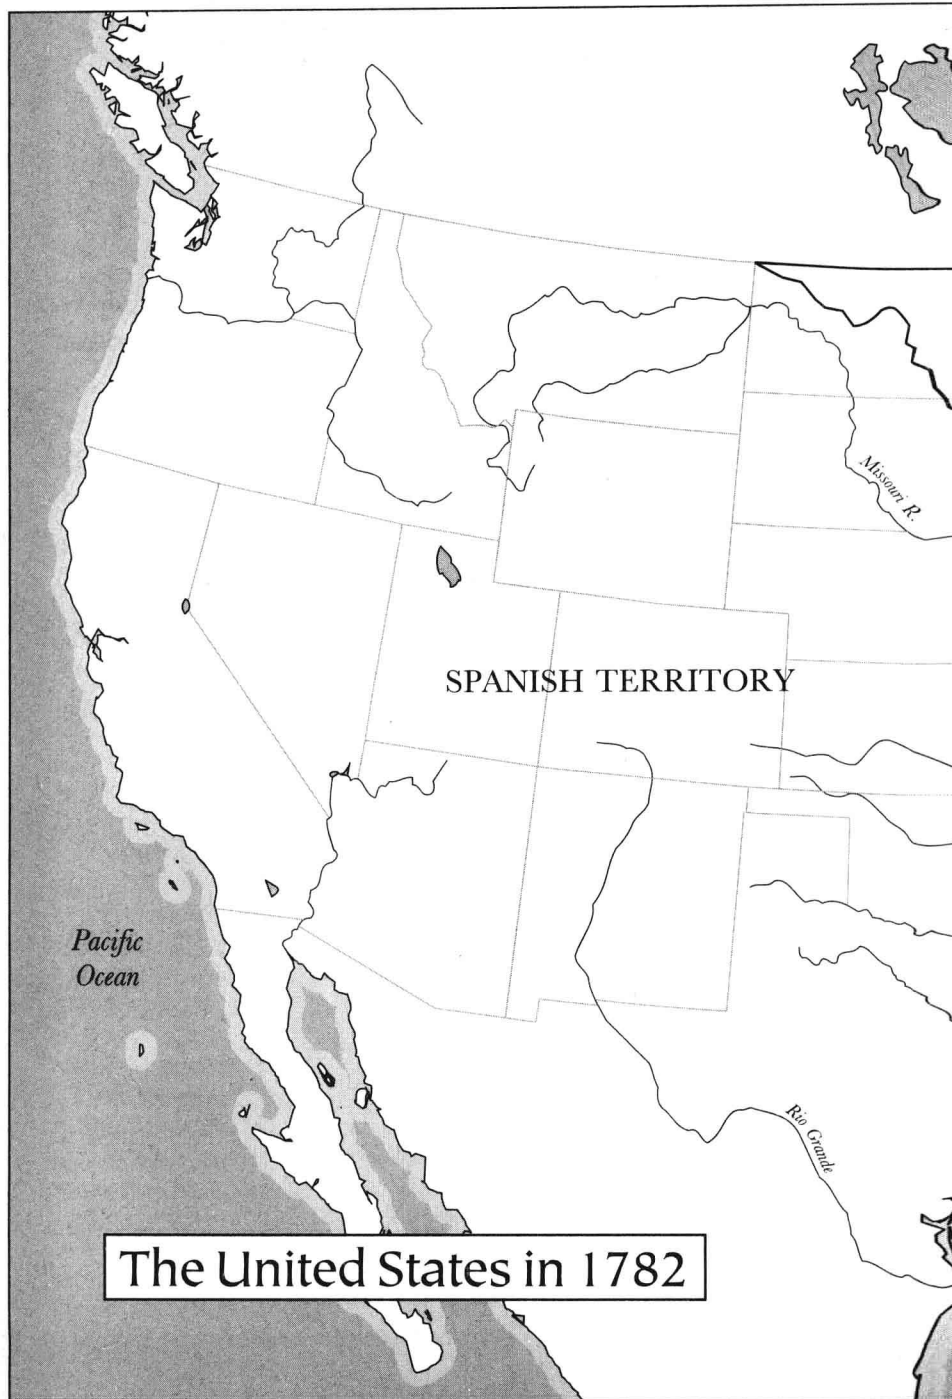 Missouri R.
SPANISH TERRITORY
Pacific
Ocean
Rio Grande
The United States in 1782